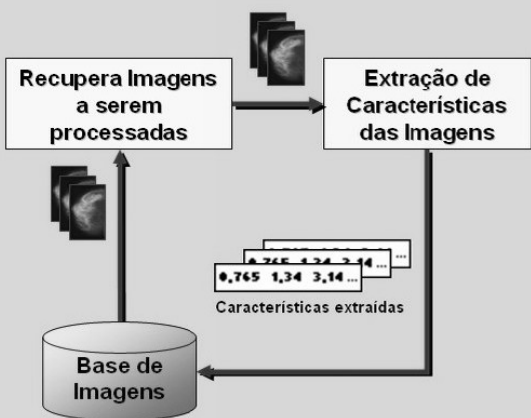 Recupera Imagens
a serem
processadas
Extração de
Características
das Imagens
0,765 1,34 3,14 ...
Características extraídas
Base de
Imagens